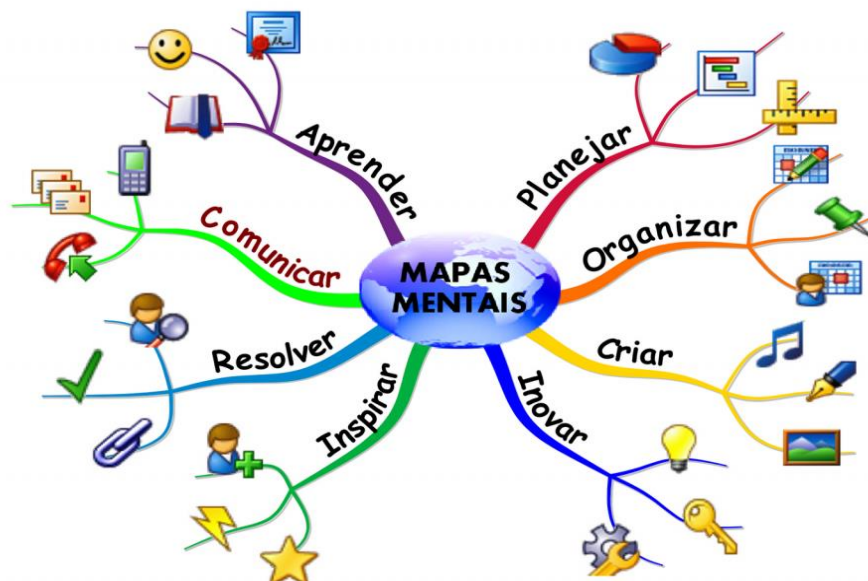 Aprender
Planejar
Comunicar
Organizar
MAPAS
MENTAIS
Resolver
Criar
Inspirar
Inovar